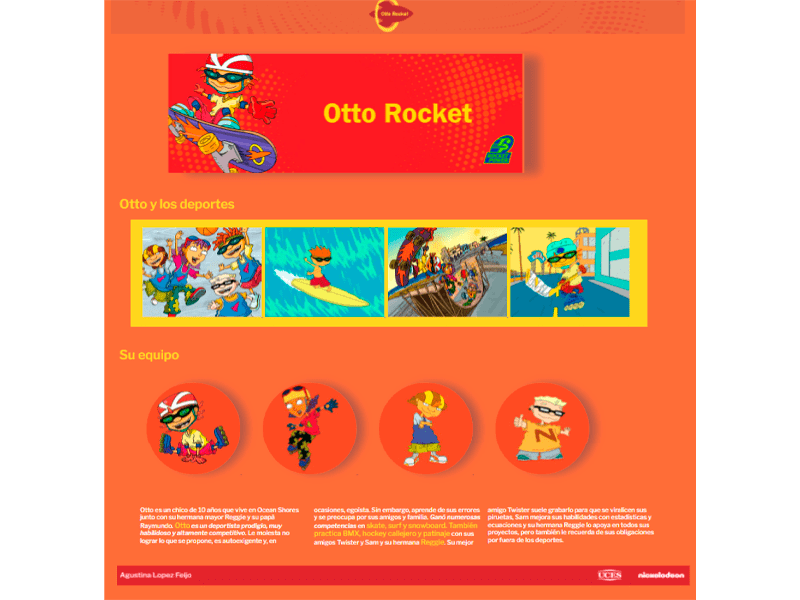 Otto Rocket
Otto Rocket
ROCKET
POWER
Otto y los deportes
Su equipo
Otto es un chico de 10 años que vive en Ocean Shores
junto con su hermana mayor Reggie y su papá
Raymundo. Otto es un deportista prodigio, muy
habilidoso y altamente competitivo. Le molesta no
lograr lo que se propone, es autoexigente y, en
ocasiones, egoísta. Sin embargo, aprende de sus errores
y se preocupa por sus amigos y familia. Ganó numerosas
competencias en skate, surf y snowboard. También
practica BMX, hockey callejero y patinaje con sus
amigos Twister y Sam y su hermana Reggie. Su mejor
amigo Twister suele grabarlo para que se viralicen sus
piruetas, Sam mejora sus habilidades con estadísticas y
ecuaciones y su hermana Reggie lo apoya en todos sus
proyectos, pero también le recuerda de sus obligaciones
por fuera de los deportes.
Agustina Lopez Feijo
UCES
nickelodeon